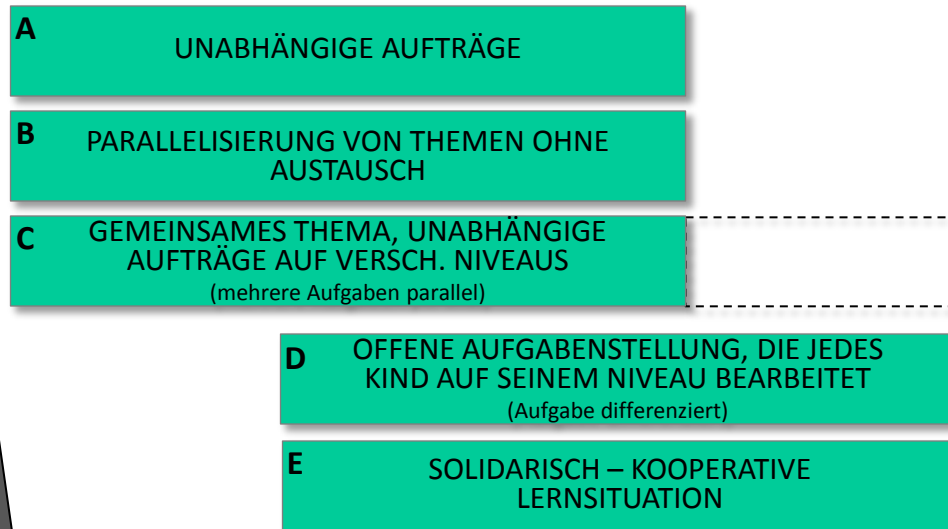 A
UNABHÄNGIGE AUFTRÄGE
B
PARALLELISIERUNG VON THEMEN OHNE
AUSTAUSCH
C
GEMEINSAMES THEMA, UNABHÄNGIGE
AUFTRÄGE AUF VERSCH. NIVEAUS
(mehrere Aufgaben parallel)
D
OFFENE AUFGABENSTELLUNG, DIE JEDES
KIND AUF SEINEM NIVEAU BEARBEITET
(Aufgabe differenziert)
E
SOLIDARISCH – KOOPERATIVE
LERNSITUATION